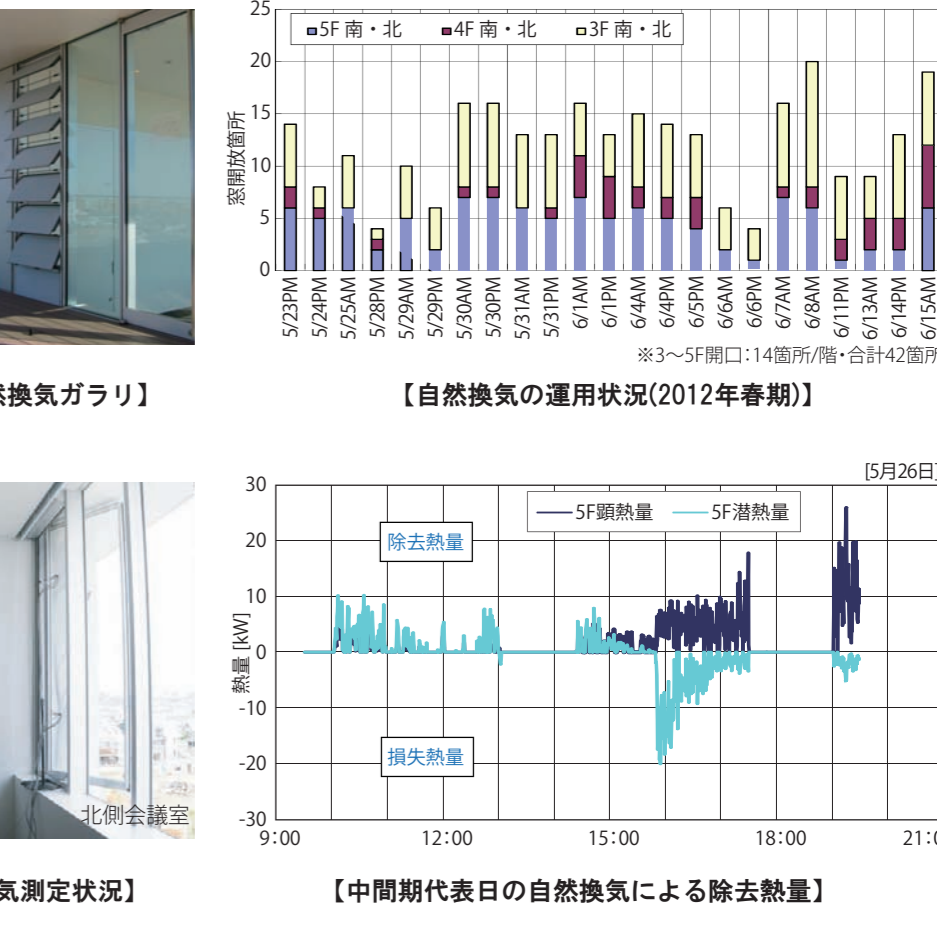 25
20
15
10
5
0
窓開放箇所
5F 南・北
4F 南・北
3F 南・北
5/23PM
5/24PM
5/25AM
5/28PM
5/29AM
5/29PM
5/30AM
5/30PM
5/31AM
5/31PM
6/1AM
6/1PM
6/4AM
6/4PM
6/5PM
6/6AM
6/6PM
6/7AM
6/8AM
6/11PM
6/13AM
6/14PM
6/15AM
※3〜5F開口：14箇所/階・合計42箇所
然換気ガラリ】
【自然換気の運用状況(2012年春期)】
[5月26日]
30
20
10
0
-10
-20
-30
熱量 [kW]
5F顕熱量
5F潜熱量
除去熱量
損失熱量
9:00
12:00
15:00
18:00
21:0
北側会議室
気測定状況】
【中間期代表日の自然換気による除去熱量】